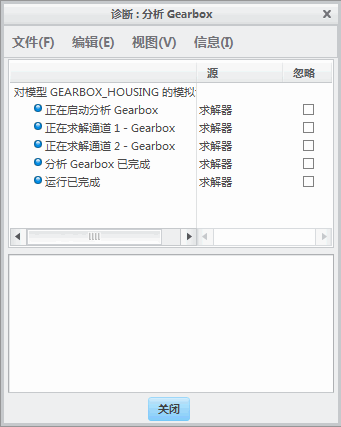 诊断 : 分析 Gearbox
文件(F) 编辑(E) 视图(V) 信息(I)
源 忽略
对模型 GEARBOX_HOUSING 的模拟
正在启动分析 Gearbox 求解器
正在求解通道 1 - Gearbox 求解器
正在求解通道 2 - Gearbox 求解器
分析 Gearbox 已完成 求解器
运行已完成 求解器
关闭